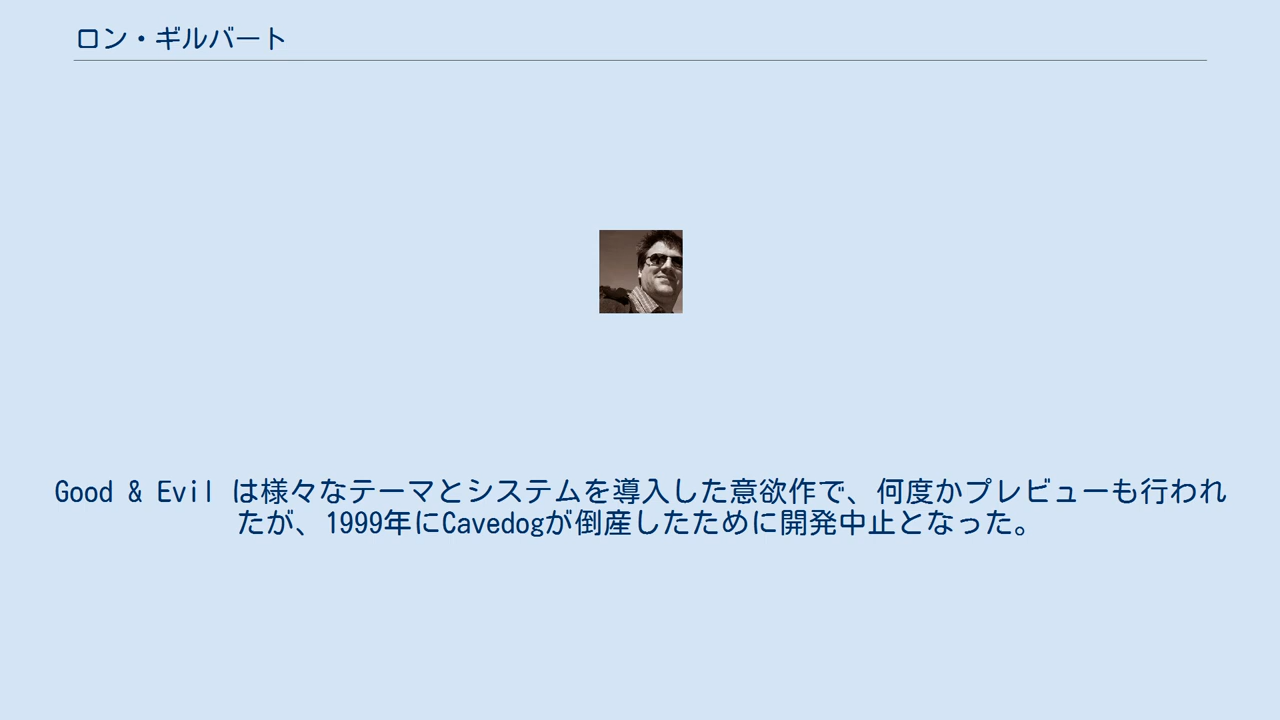 ロン・ギルバート
Good & Evil は様々なテーマとシステムを導入した意欲作で、何度かプレビューも行われ
たが、1999年にCavedogが倒産したために開発中止となった。